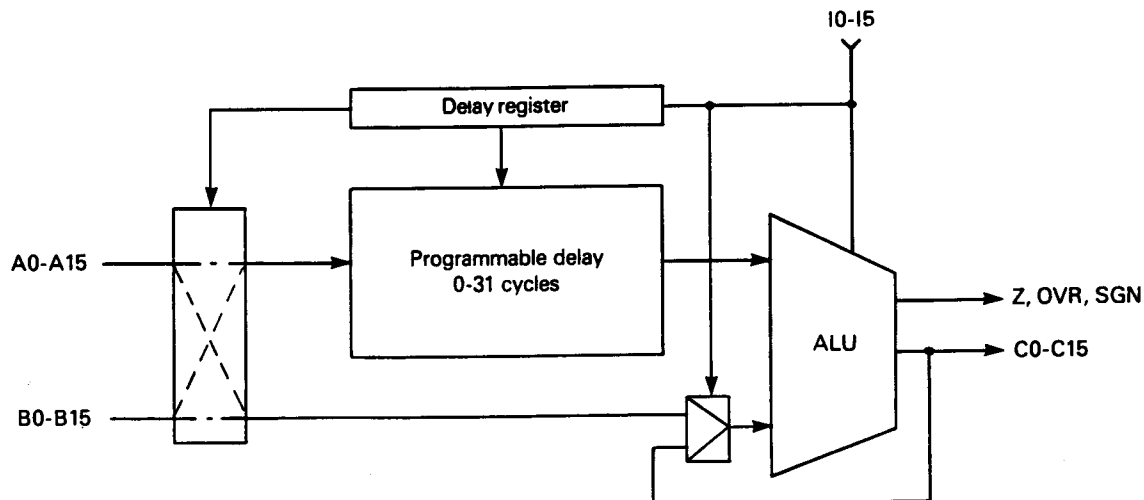 I0-I5
Delay register
A0-A15
Programmable delay
0-31 cycles
Z, OVR, SGN
ALU
C0-C15
B0-B15